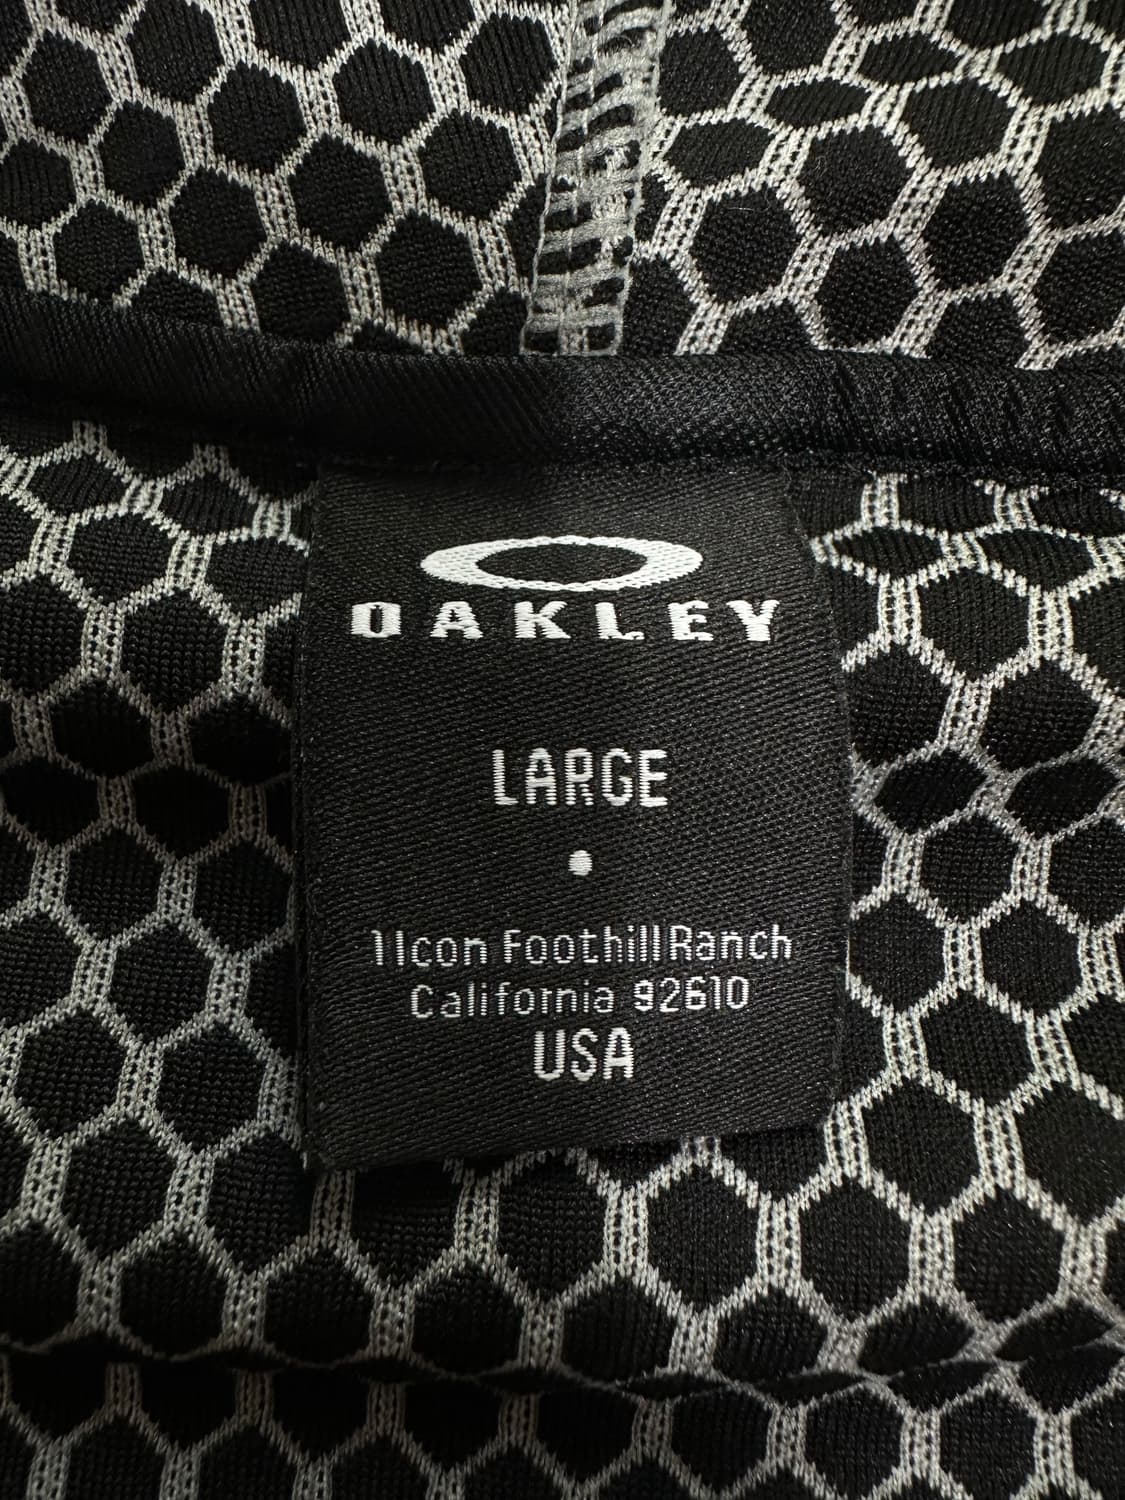 OAKLEY
LARGE
1 Icon Foothill Ranch
California 92610
USA